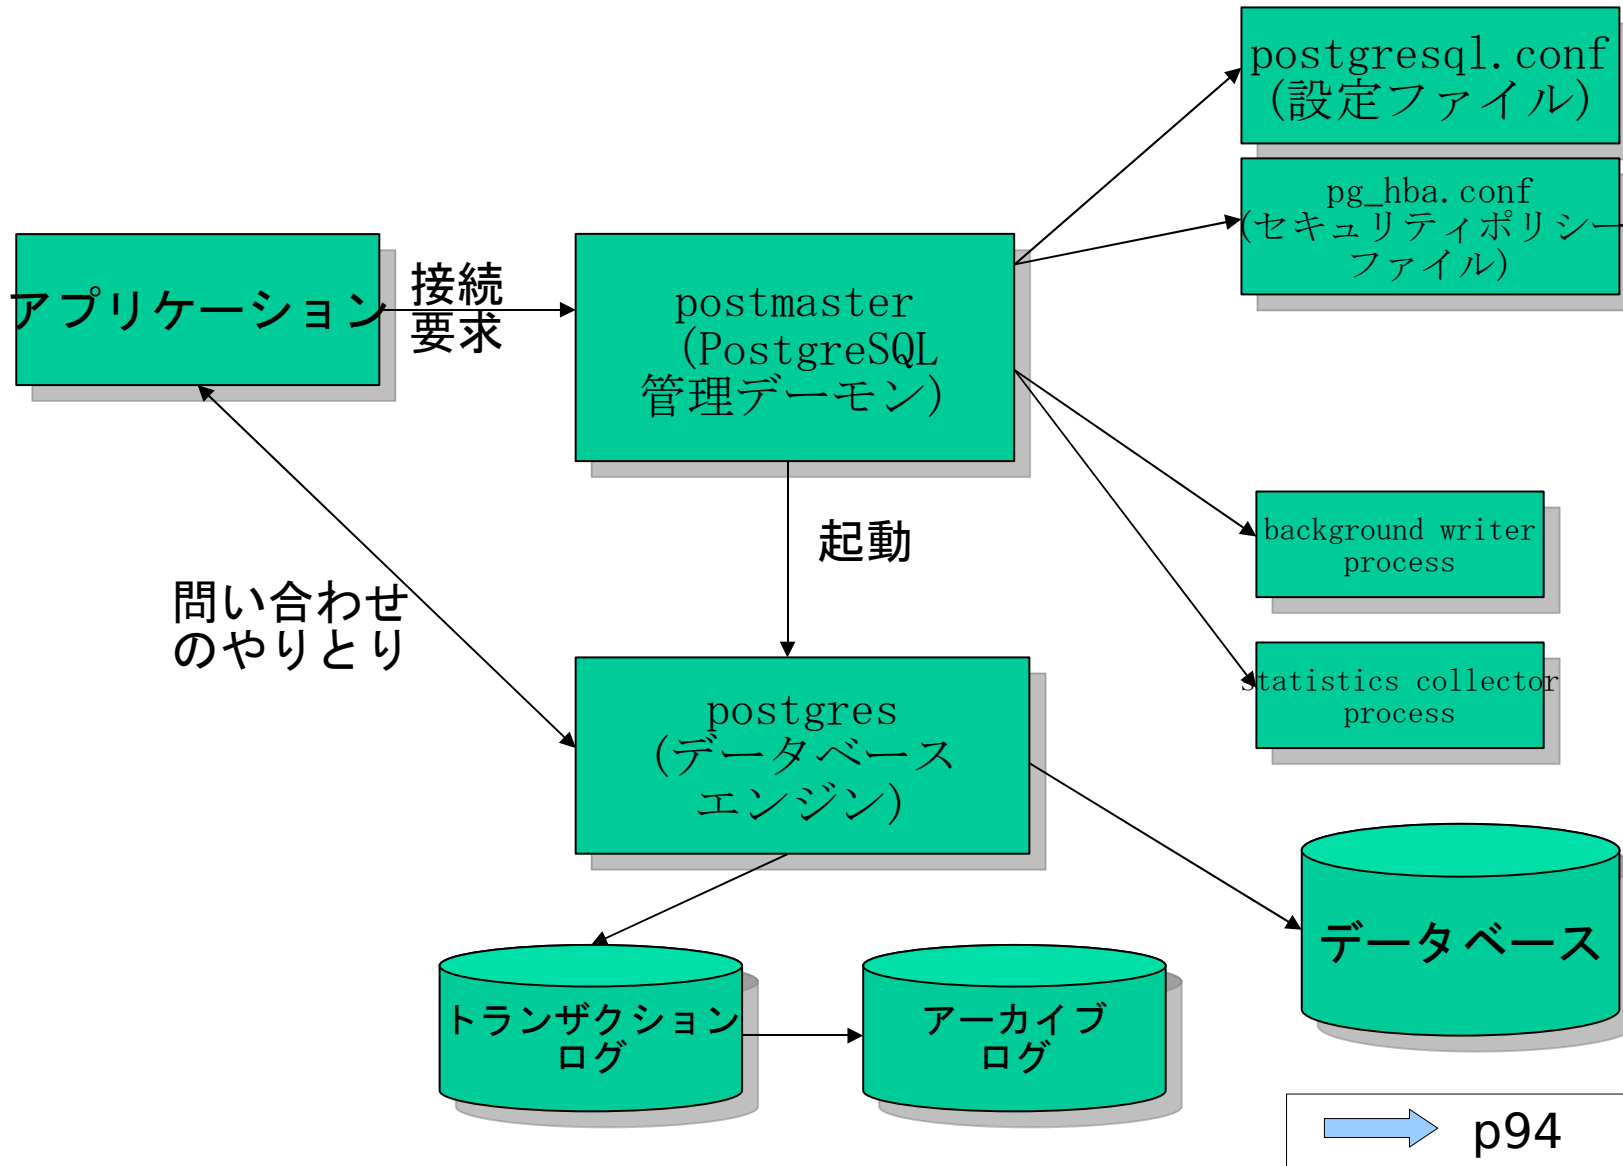 postgresql.conf
(設定ファイル)
pg_hba.conf
(セキュリティポリシー
ファイル)
アプリケーション
接続
要求
postmaster
(PostgreSQL
管理デーモン)
起動
background writer
process
問い合わせ
のやりとり
statistics collector
process
postgres
(データベース
エンジン)
データベース
トランザクション
ログ
アーカイブ
ログ
p94